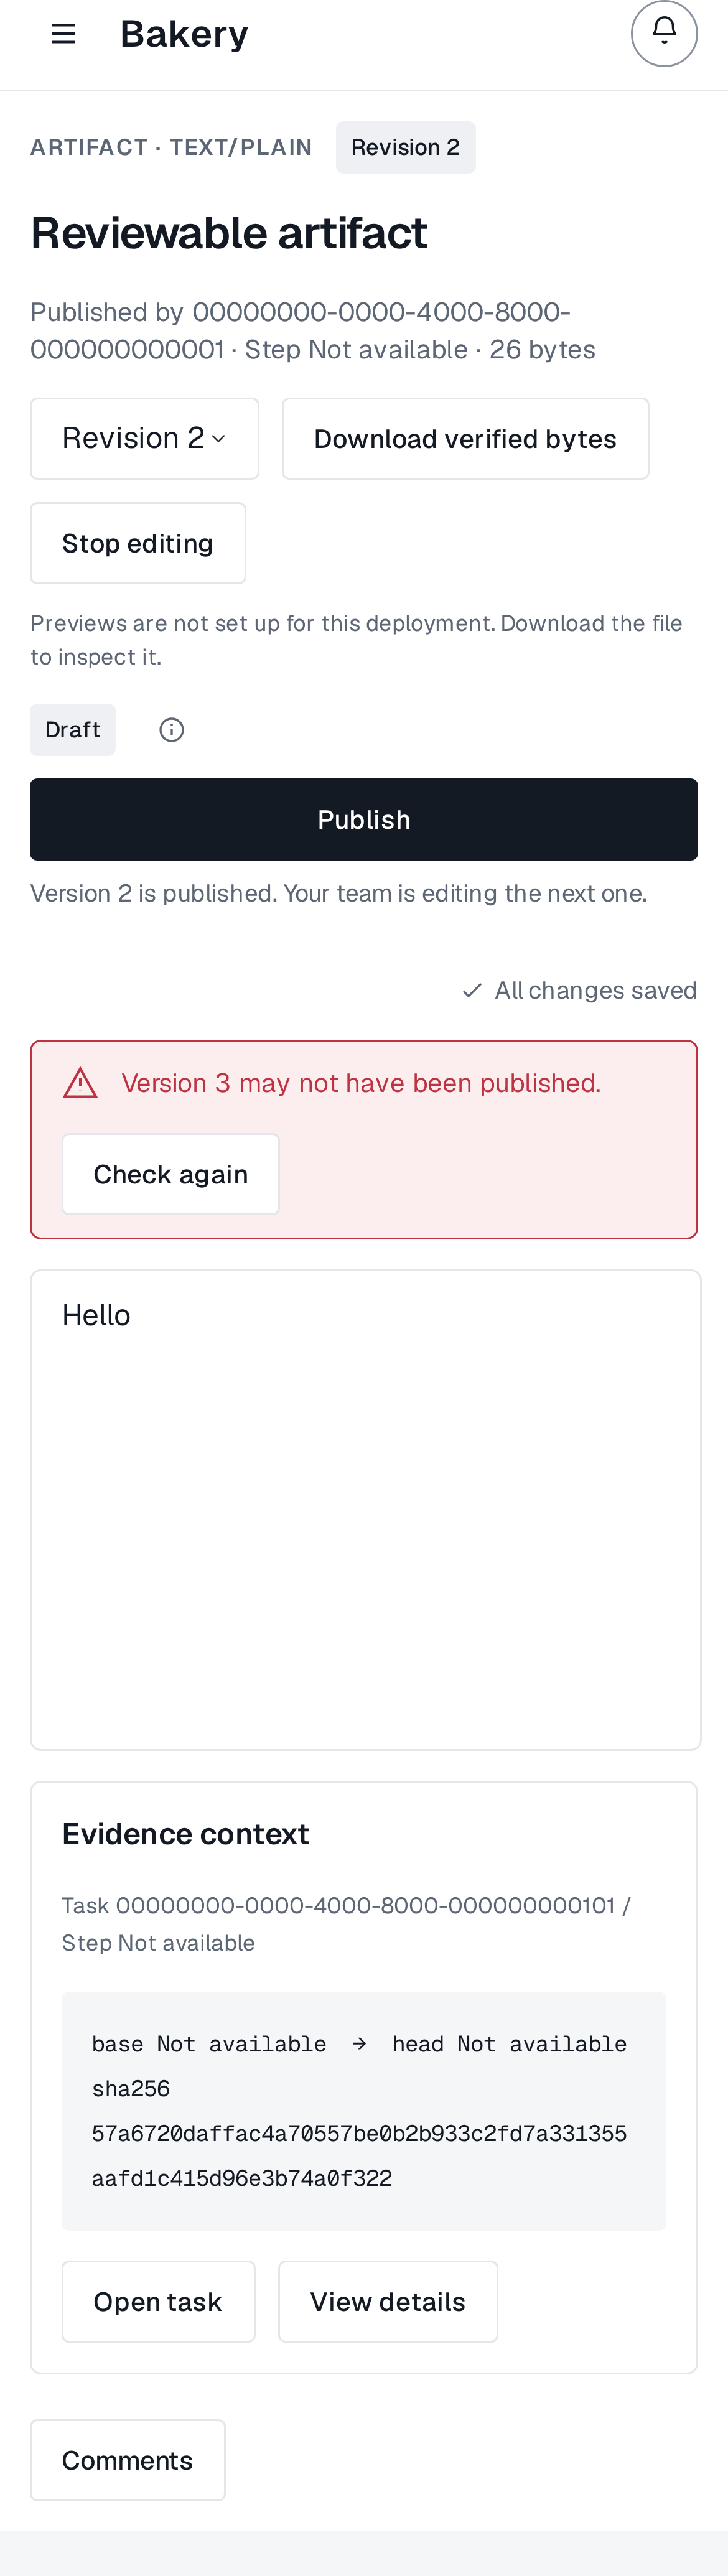 Bakery
ARTIFACT · TEXT/PLAIN Revision 2
Reviewable artifact
Published by 00000000-0000-4000-8000-
000000000001 · Step Not available · 26 bytes
Revision 2 Download verified bytes
Stop editing
Previews are not set up for this deployment. Download the file
to inspect it.
Draft
Publish
Version 2 is published. Your team is editing the next one.
All changes saved
Version 3 may not have been published.
Check again
Hello
Evidence context
Task 00000000-0000-4000-8000-000000000101 /
Step Not available
base Not available → head Not available
sha256
57a6720daffac4a70557be0b2b933c2fd7a331355
aafd1c415d96e3b74a0f322
Open task View details
Comments